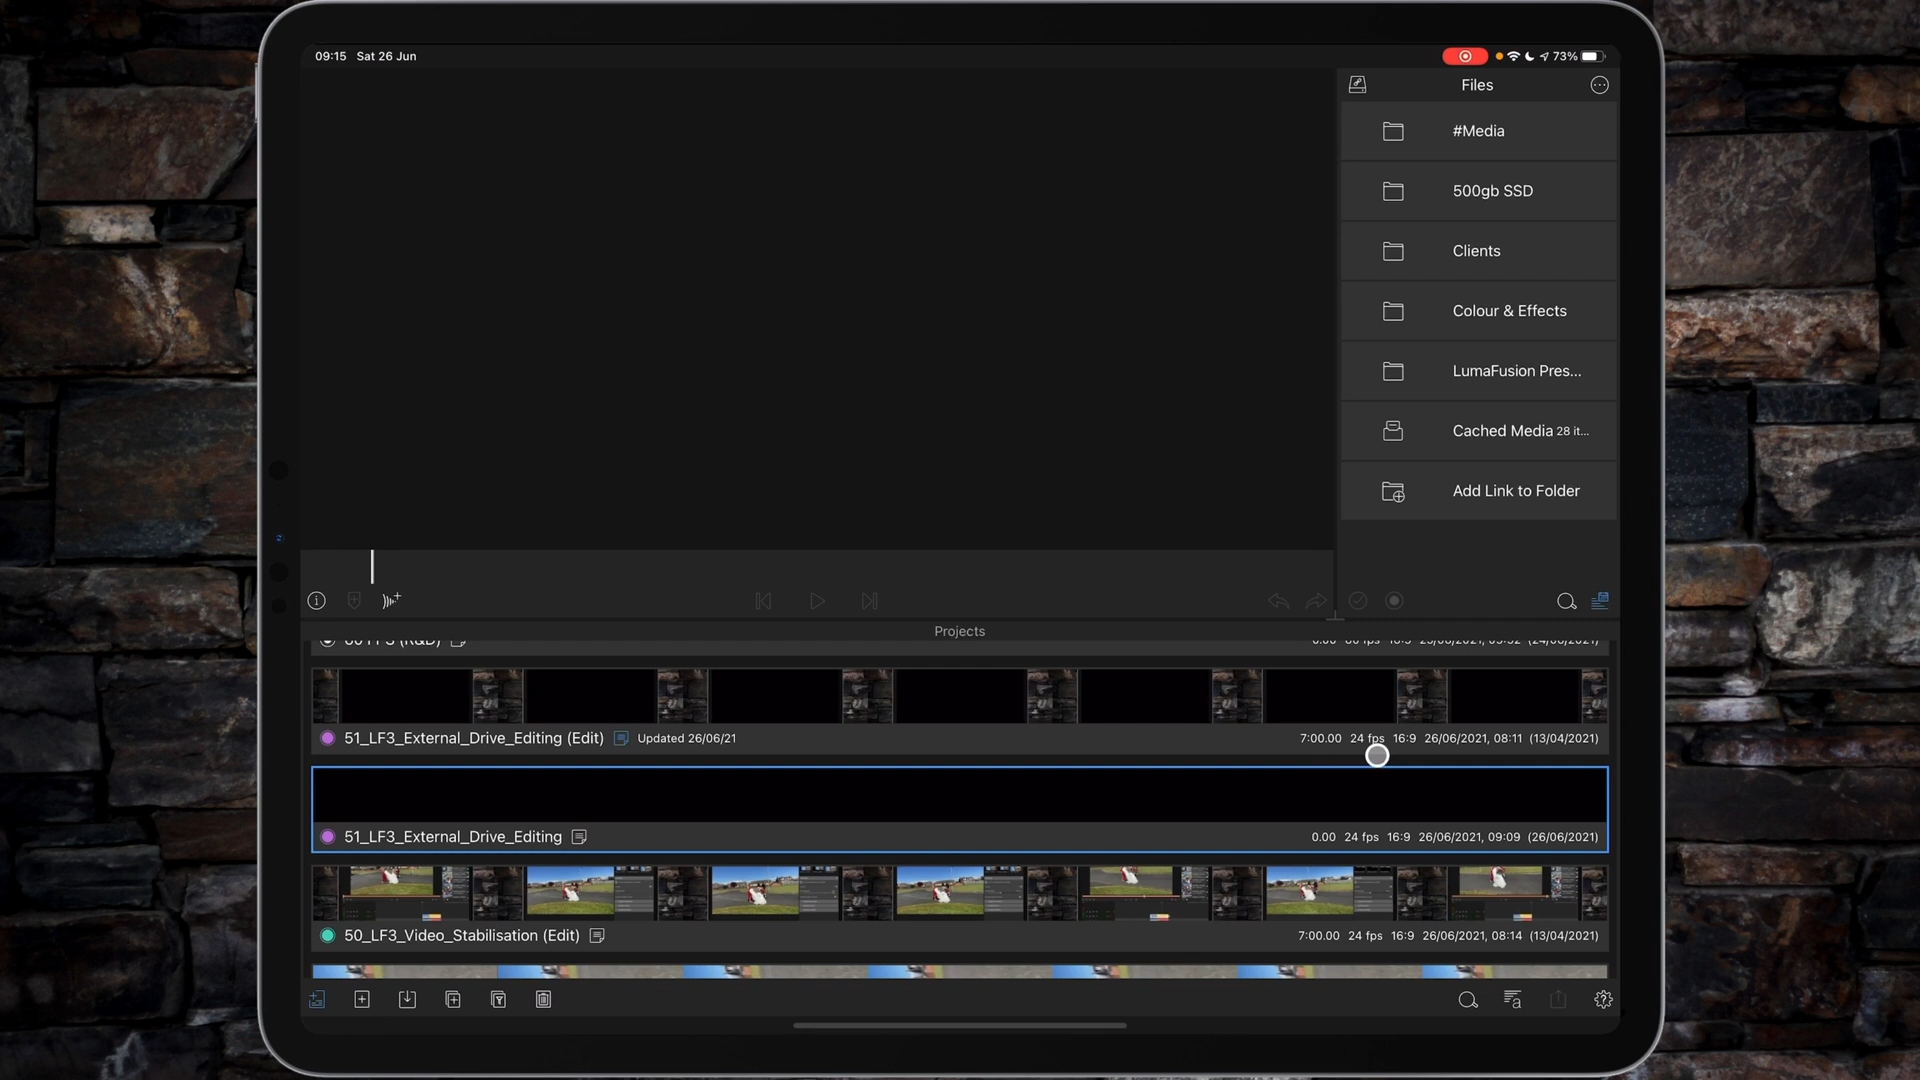 09:15 Sat 26 Jun
73%
Files
#Media
500gb SSD
Clients
Colour & Effects
LumaFusion Pres...
Cached Media 28 it...
Add Link to Folder
Projects
51_LF3_External_Drive_Editing (Edit) Updated 26/06/21 7:00.00 24 fps 16:9 26/06/2021, 08:11 (13/04/2021)
51_LF3_External_Drive_Editing 0.00 24 fps 16:9 26/06/2021, 09:09 (26/06/2021)
50_LF3_Video_Stabilisation (Edit) 7:00.00 24 fps 16:9 26/06/2021, 08:14 (13/04/2021)